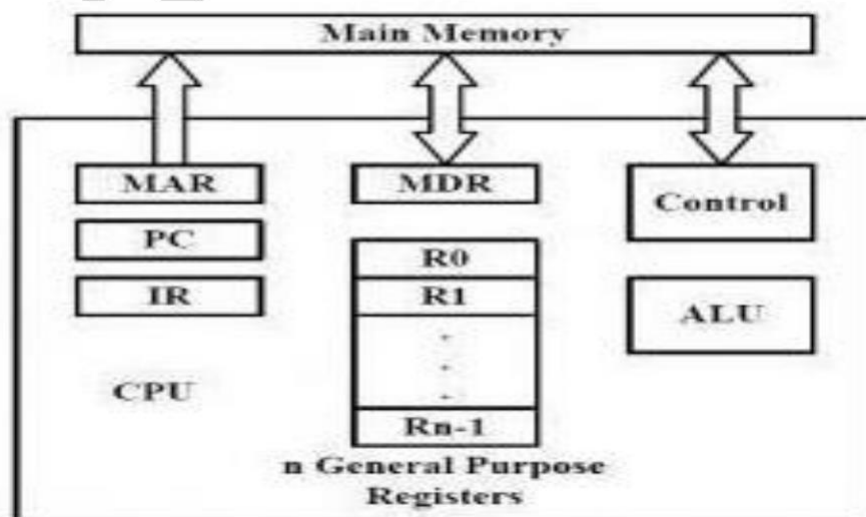 Main Memory
MAR
MDR
Control
PC
IR
R0
R1
.
.
.
Rn-1
ALU
CPU
n General Purpose
Registers